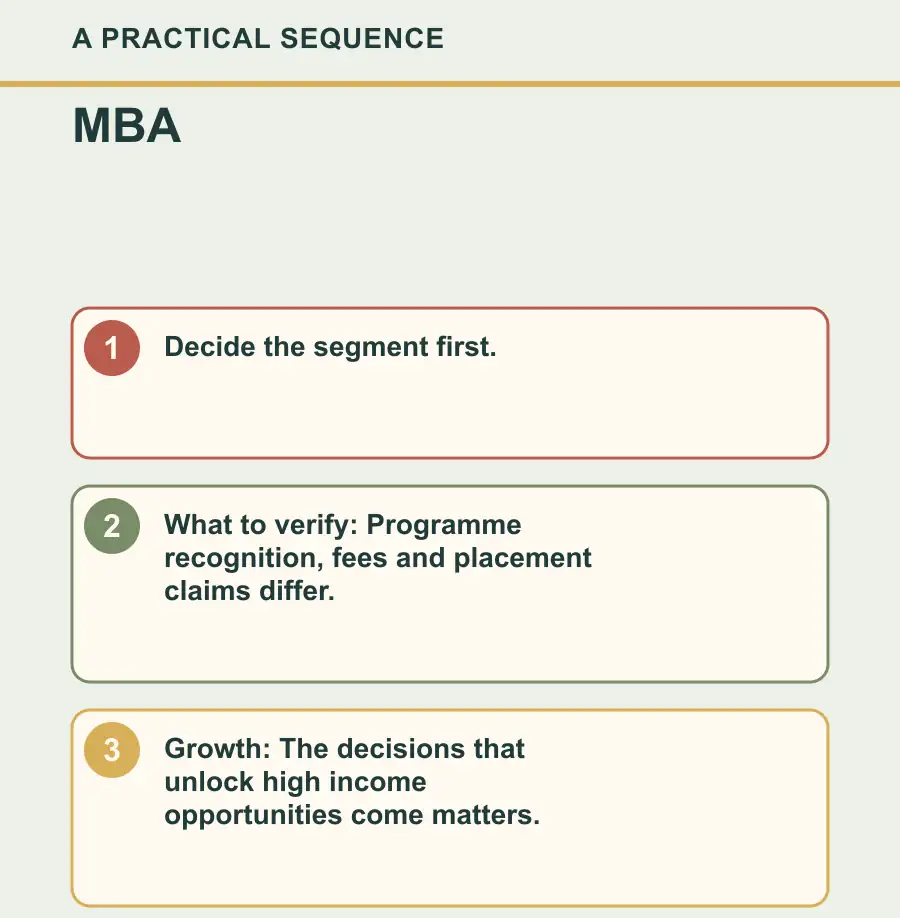 A PRACTICAL SEQUENCE
MBA
1
Decide the segment first.
2
What to verify: Programme
recognition, fees and placement
claims differ.
3
Growth: The decisions that
unlock high income
opportunities come matters.